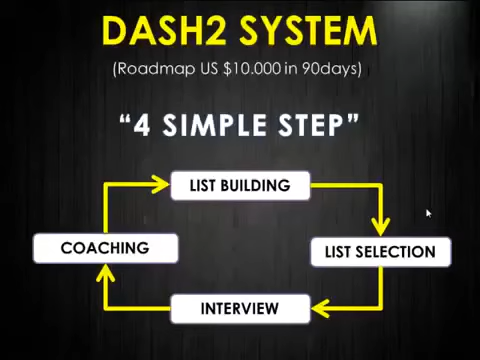 DASH2 SYSTEM
(Roadmap US $10.000 in 90days)
“4 SIMPLE STEP”
LIST BUILDING
COACHING
LIST SELECTION
INTERVIEW